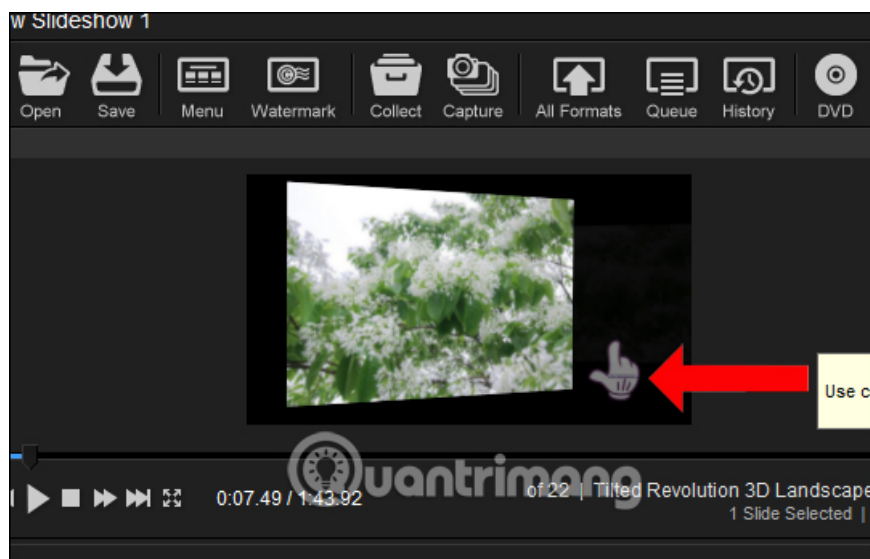 w Slideshow 1
Open Save Menu Watermark Collect Capture All Formats Queue History DVD
Use c
uantrimang
0:07.49 / 1:43.92
of 22 | Tilted Revolution 3D Landscape
1 Slide Selected |